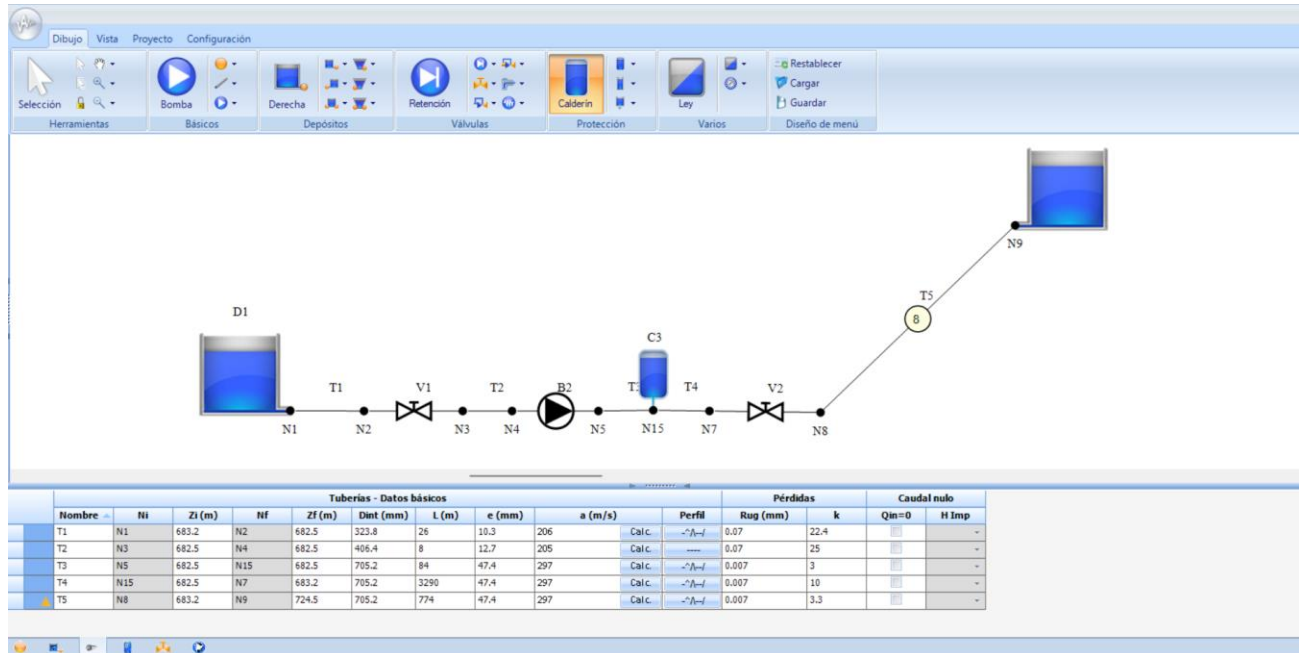 Dibujo Vista Proyecto Configuración
Restablecer
Cargar
Selección Bomba Derecha Retención Calderín Ley Guardar
Herramientas Básicos Depósitos Válvulas Protección Varios Diseño de menú
N9
T5
8
D1
C3
T1 V1 T2 B2 T3 T4 V2
N1 N2 N3 N4 N5 N15 N7 N8
Tuberías - Datos básicos Pérdidas Caudal nulo
Nombre Ni Zi (m) Nf Zf (m) Dint (mm) L (m) e (mm) a (m/s) Perfil Rug (mm) k Qin=0 H Imp
T1 N1 683.2 N2 682.5 323.8 26 10.3 206 Calc. 0.07 22.4
T2 N3 682.5 N4 682.5 406.4 8 12.7 205 Calc. 0.07 25
T3 N5 682.5 N15 682.5 705.2 84 47.4 297 Calc. 0.007 3
T4 N15 682.5 N7 683.2 705.2 3290 47.4 297 Calc. 0.007 10
T5 N8 683.2 N9 724.5 705.2 774 47.4 297 Calc. 0.007 3.3